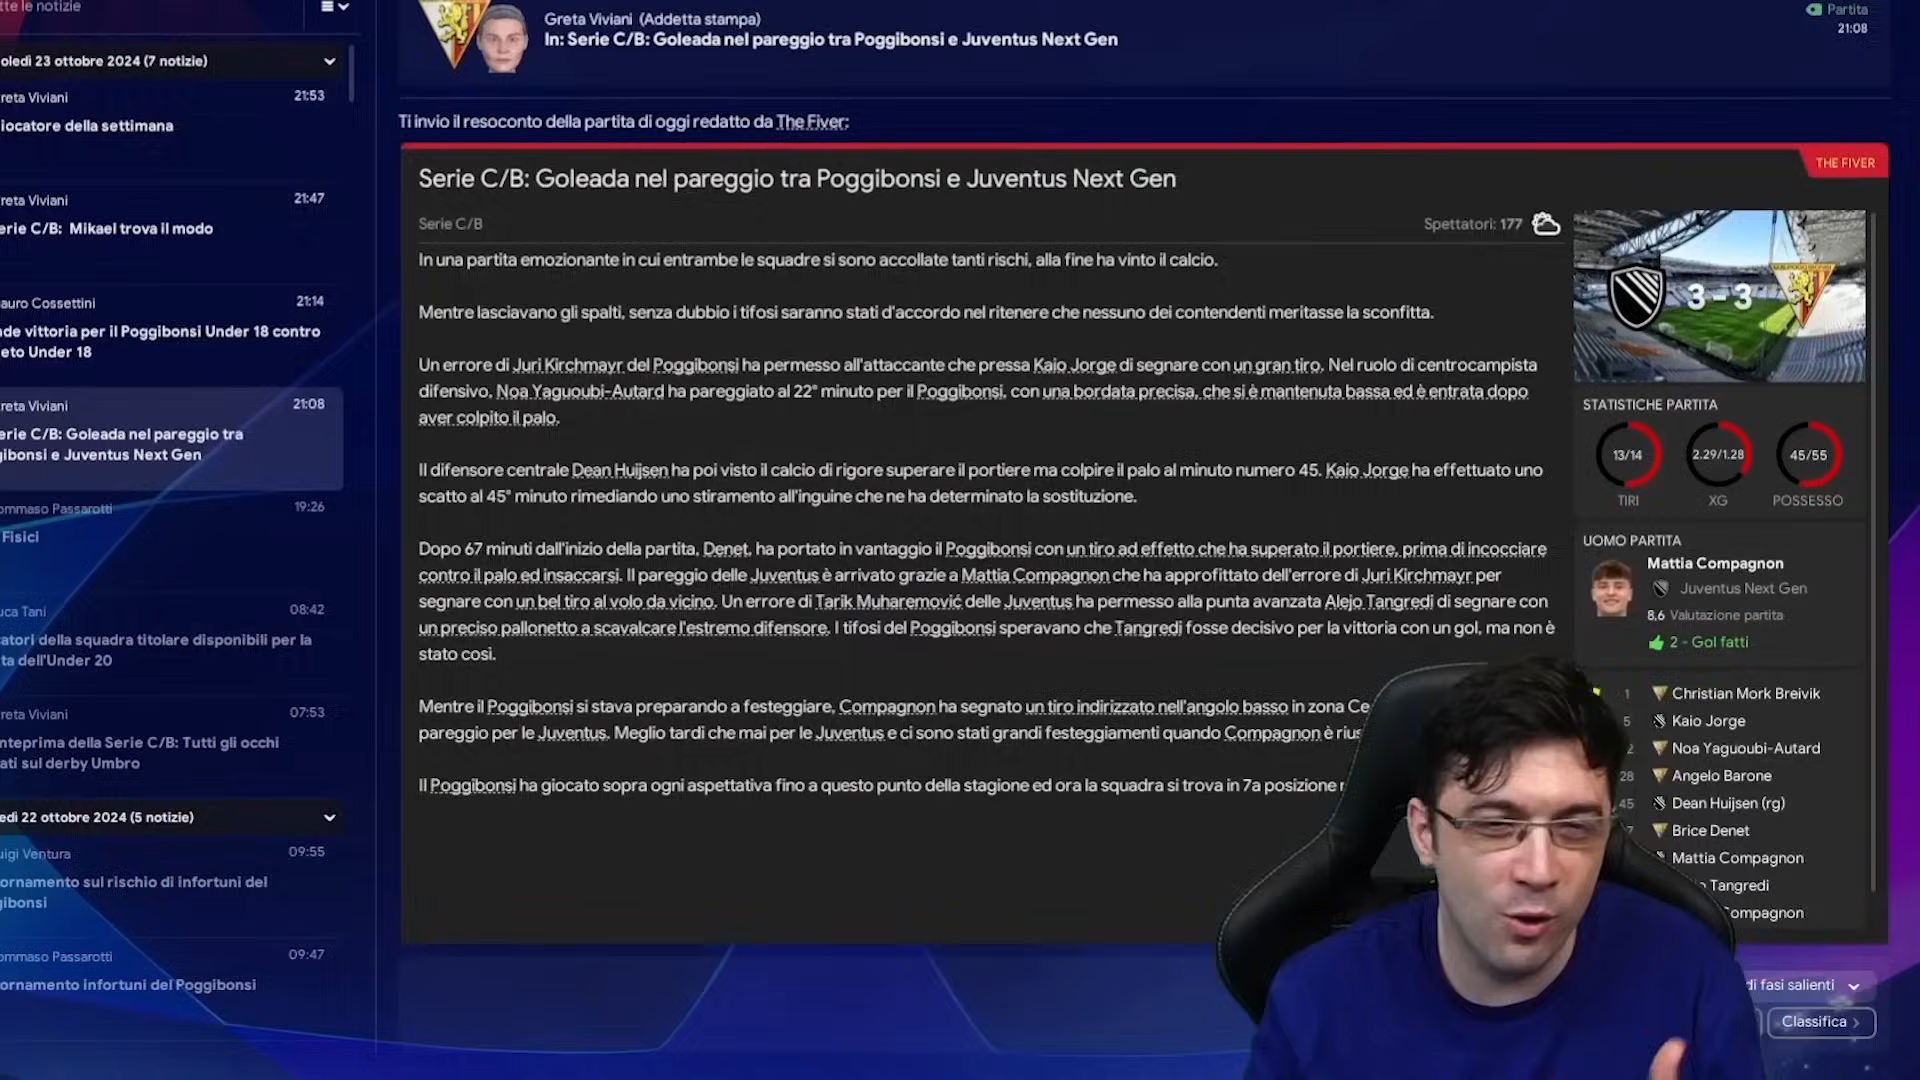 tte le notizie
oledì 23 ottobre 2024 (7 notizie)
reta Viviani 21:53
iocatore della settimana
reta Viviani 21:47
erie C/B: Mikael trova il modo
auro Cossettini 21:14
nde vittoria per il Poggibonsi Under 18 contro
eto Under 18
reta Viviani 21:08
erie C/B: Goleada nel pareggio tra
gibonsi e Juventus Next Gen
ommaso Passarotti 19:26
Fisici
uca Tani 08:42
catori della squadra titolare disponibili per la
ta dell'Under 20
reta Viviani 07:53
nteprima della Serie C/B: Tutti gli occhi
ati sul derby Umbro
edì 22 ottobre 2024 (5 notizie)
uigi Ventura 09:55
ornamento sul rischio di infortuni del
gibonsi
ommaso Passarotti 09:47
ornamento infortuni del Poggibonsi
Greta Viviani (Addetta stampa)
In: Serie C/B: Goleada nel pareggio tra Poggibonsi e Juventus Next Gen
Partita
21:08
Ti invio il resoconto della partita di oggi redatto da The Fiver:
THE FIVER
Serie C/B: Goleada nel pareggio tra Poggibonsi e Juventus Next Gen
Serie C/B Spettatori: 177
In una partita emozionante in cui entrambe le squadre si sono accollate tanti rischi, alla fine ha vinto il calcio.
Mentre lasciavano gli spalti, senza dubbio i tifosi saranno stati d'accordo nel ritenere che nessuno dei contendenti meritasse la sconfitta.
Un errore di Juri Kirchmayr del Poggibonsi ha permesso all'attaccante che pressa Kaio Jorge di segnare con un gran tiro. Nel ruolo di centrocampista
difensivo, Noa Yaguoubi-Autard ha pareggiato al 22° minuto per il Poggibonsi, con una bordata precisa, che si è mantenuta bassa ed è entrata dopo
aver colpito il palo.
Il difensore centrale Dean Huijsen ha poi visto il calcio di rigore superare il portiere ma colpire il palo al minuto numero 45. Kaio Jorge ha effettuato uno
scatto al 45° minuto rimediando uno stiramento all'inguine che ne ha determinato la sostituzione.
Dopo 67 minuti dall'inizio della partita, Denet, ha portato in vantaggio il Poggibonsi con un tiro ad effetto che ha superato il portiere, prima di incocciare
contro il palo ed insaccarsi. Il pareggio delle Juventus è arrivato grazie a Mattia Compagnon che ha approfittato dell'errore di Juri Kirchmayr per
segnare con un bel tiro al volo da vicino. Un errore di Tarik Muharemović delle Juventus ha permesso alla punta avanzata Alejo Tangredi di segnare con
un preciso pallonetto a scavalcare l'estremo difensore. I tifosi del Poggibonsi speravano che Tangredi fosse decisivo per la vittoria con un gol, ma non è
stato così.
Mentre il Poggibonsi si stava preparando a festeggiare, Compagnon ha segnato un tiro indirizzato nell'angolo basso in zona Ce
pareggio per le Juventus. Meglio tardi che mai per le Juventus e ci sono stati grandi festeggiamenti quando Compagnon è rius
Il Poggibonsi ha giocato sopra ogni aspettativa fino a questo punto della stagione ed ora la squadra si trova in 7a posizione
3 - 3
STATISTICHE PARTITA
13/14 2.29/1.28 45/55
TIRI XG POSSESSO
UOMO PARTITA
Mattia Compagnon
Juventus Next Gen
8,6 Valutazione partita
2 - Gol fatti
1 Christian Mork Breivik
5 Kaio Jorge
2 Noa Yaguoubi-Autard
28 Angelo Barone
45 Dean Huijsen (rg)
7 Brice Denet
Mattia Compagnon
Tangredi
Compagnon
di fasi salienti
Classifica